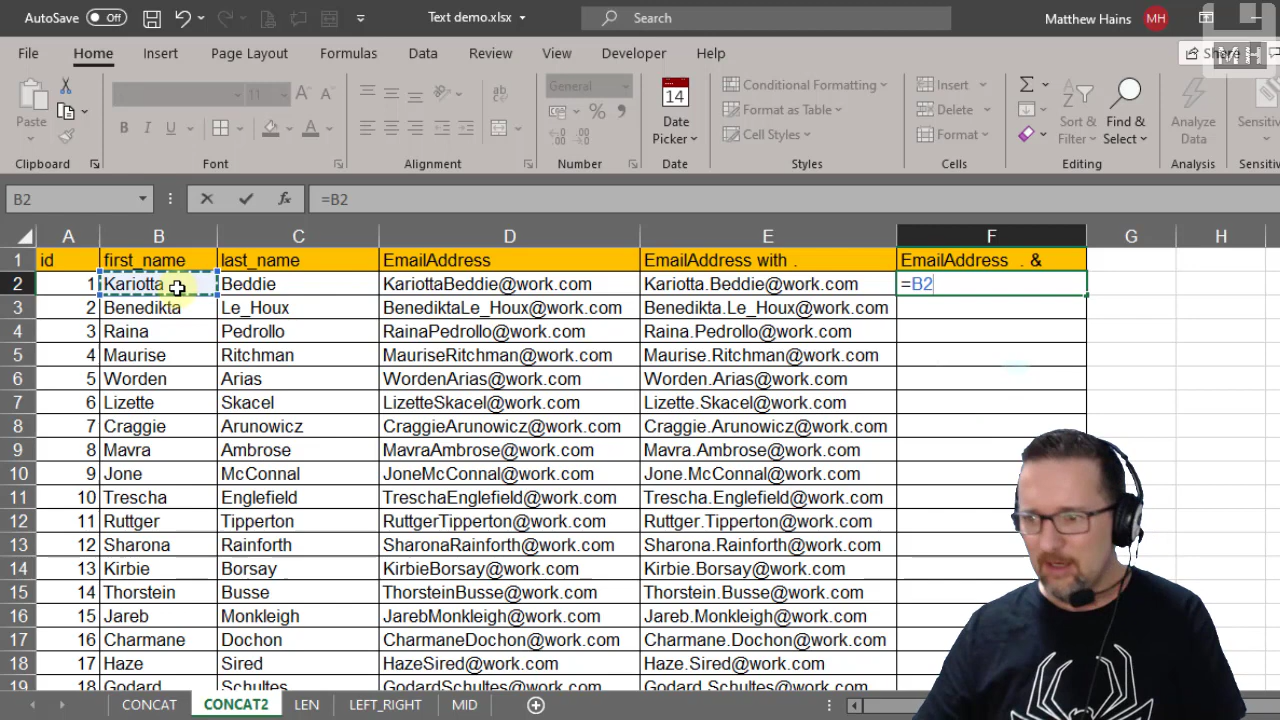 AutoSave Off Text demo.xlsx Search Matthew Hains MH
File Home Insert Page Layout Formulas Data Review View Developer Help Share
MH
Paste
B I U
11
ab
General
% ,
14
Date
Picker
Conditional Formatting
Format as Table
Cell Styles
Insert
Delete
Format
Sort &
Filter
Find &
Select
Analyze
Data
Sensitiv
Clipboard Font Alignment Number Date Styles Cells Editing Analysis Sensitiv
B2 fx =B2
A B C D E F G H
1 id first_name last_name EmailAddress EmailAddress with . EmailAddress . &
2 1 Kariotta Beddie KariottaBeddie@work.com Kariotta.Beddie@work.com =B2
3 2 Benedikta Le_Houx BenediktaLe_Houx@work.com Benedikta.Le_Houx@work.com
4 3 Raina Pedrollo RainaPedrollo@work.com Raina.Pedrollo@work.com
5 4 Maurise Ritchman MauriseRitchman@work.com Maurise.Ritchman@work.com
6 5 Worden Arias WordenArias@work.com Worden.Arias@work.com
7 6 Lizette Skacel LizetteSkacel@work.com Lizette.Skacel@work.com
8 7 Craggie Arunowicz CraggieArunowicz@work.com Craggie.Arunowicz@work.com
9 8 Mavra Ambrose MavraAmbrose@work.com Mavra.Ambrose@work.com
10 9 Jone McConnal JoneMcConnal@work.com Jone.McConnal@work.com
11 10 Trescha Englefield TreschaEnglefield@work.com Trescha.Englefield@work.com
12 11 Ruttger Tipperton RuttgerTipperton@work.com Ruttger.Tipperton@work.com
13 12 Sharona Rainforth SharonaRainforth@work.com Sharona.Rainforth@work.com
14 13 Kirbie Borsay KirbieBorsay@work.com Kirbie.Borsay@work.com
15 14 Thorstein Busse ThorsteinBusse@work.com Thorstein.Busse@work.com
16 15 Jareb Monkleigh JarebMonkleigh@work.com Jareb.Monkleigh@work.com
17 16 Charmane Dochon CharmaneDochon@work.com Charmane.Dochon@work.com
18 17 Haze Sired HazeSired@work.com Haze.Sired@work.com
19 18 Godard Schultes GodardSchultes@work.com Godard.Schultes@work.com
CONCAT CONCAT2 LEN LEFT_RIGHT MID